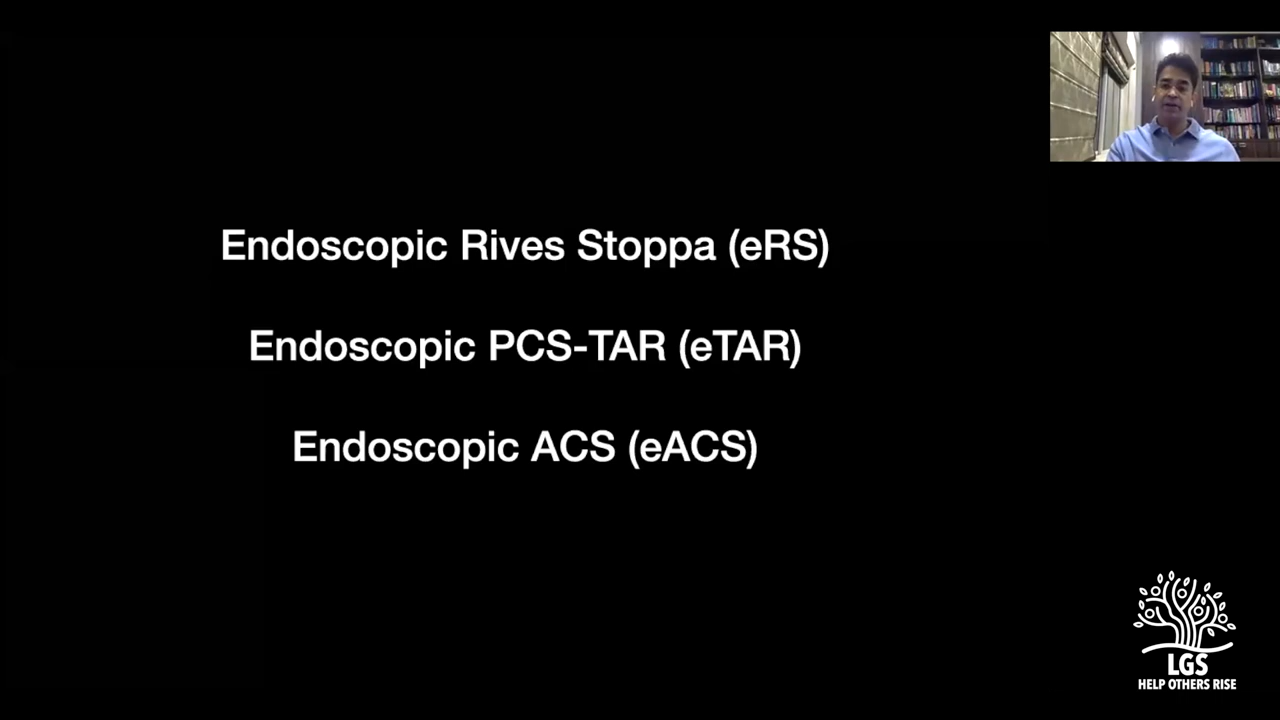 Endoscopic Rives Stoppa (eRS)
Endoscopic PCS-TAR (eTAR)
Endoscopic ACS (eACS)
LGS
HELP OTHERS RISE